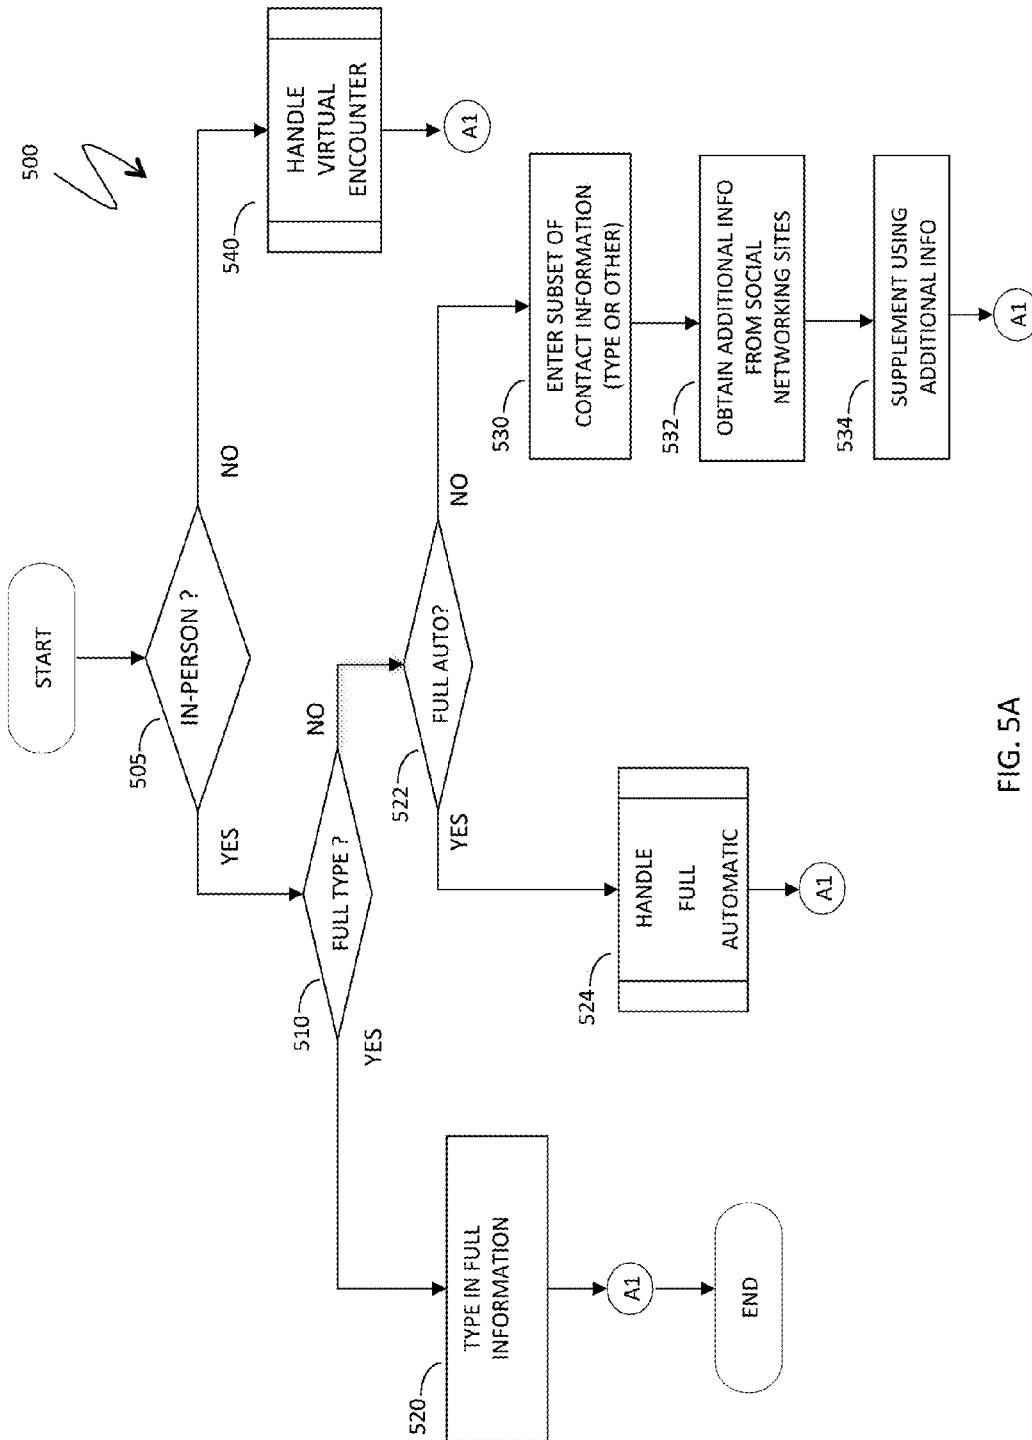 500
START
505
IN-PERSON ?
YES
NO
540
HANDLE
VIRTUAL
ENCOUNTER
A1
510
FULL TYPE ?
YES
NO
522
FULL AUTO?
YES
NO
520
TYPE IN FULL
INFORMATION
A1
END
524
HANDLE
FULL
AUTOMATIC
A1
530
ENTER SUBSET OF
CONTACT INFORMATION
(TYPE OR OTHER)
532
OBTAIN ADDITIONAL INFO
FROM SOCIAL
NETWORKING SITES
534
SUPPLEMENT USING
ADDITIONAL INFO
A1
FIG. 5A